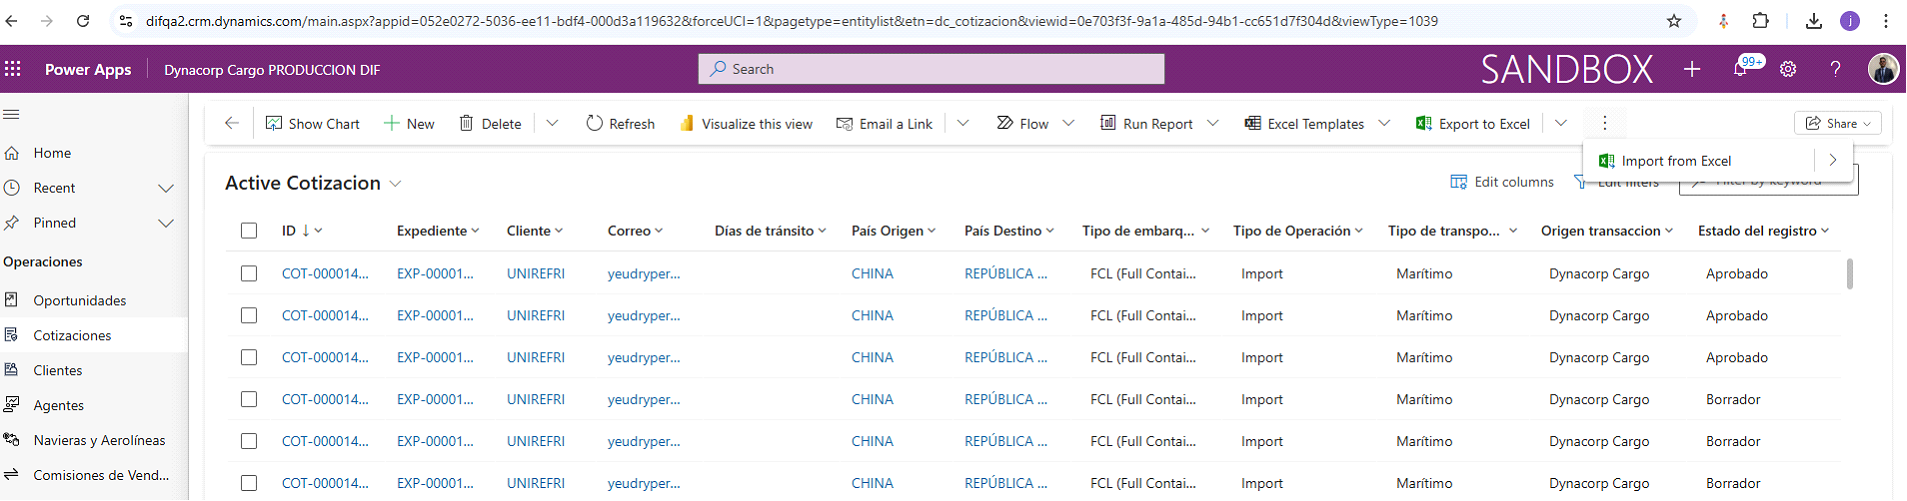 difqa2.crm.dynamics.com/main.aspx?appid=052e0272-5036-ee11-bdf4-000d3a119632&forceUCI=1&pagetype=entitylist&etn=dc_cotizacion&viewid=0e703f3f-9a1a-485d-94b1-cc651d7f304d&viewType=1039 j
Power Apps Dynacorp Cargo PRODUCCION DIF Search SANDBOX 99+
Show Chart New Delete Refresh Visualize this view Email a Link Flow Run Report Excel Templates Export to Excel Share
Import from Excel
Home
Recent
Pinned
Operaciones
Oportunidades
Cotizaciones
Clientes
Agentes
Navieras y Aerolíneas
Comisiones de Vend...
Active Cotizacion Edit columns Edit filters Filter by keyword
ID Expediente Cliente Correo Días de tránsito País Origen País Destino Tipo de embarq... Tipo de Operación Tipo de transpo... Origen transaccion Estado del registro
COT-000014... EXP-00001... UNIREFRI yeudryper... CHINA REPÚBLICA ... FCL (Full Contai... Import Marítimo Dynacorp Cargo Aprobado
COT-000014... EXP-00001... UNIREFRI yeudryper... CHINA REPÚBLICA ... FCL (Full Contai... Import Marítimo Dynacorp Cargo Aprobado
COT-000014... EXP-00001... UNIREFRI yeudryper... CHINA REPÚBLICA ... FCL (Full Contai... Import Marítimo Dynacorp Cargo Aprobado
COT-000014... EXP-00001... UNIREFRI yeudryper... CHINA REPÚBLICA ... FCL (Full Contai... Import Marítimo Dynacorp Cargo Borrador
COT-000014... EXP-00001... UNIREFRI yeudryper... CHINA REPÚBLICA ... FCL (Full Contai... Import Marítimo Dynacorp Cargo Borrador
COT-000014... EXP-00001... UNIREFRI yeudryper... CHINA REPÚBLICA ... FCL (Full Contai... Import Marítimo Dynacorp Cargo Borrador